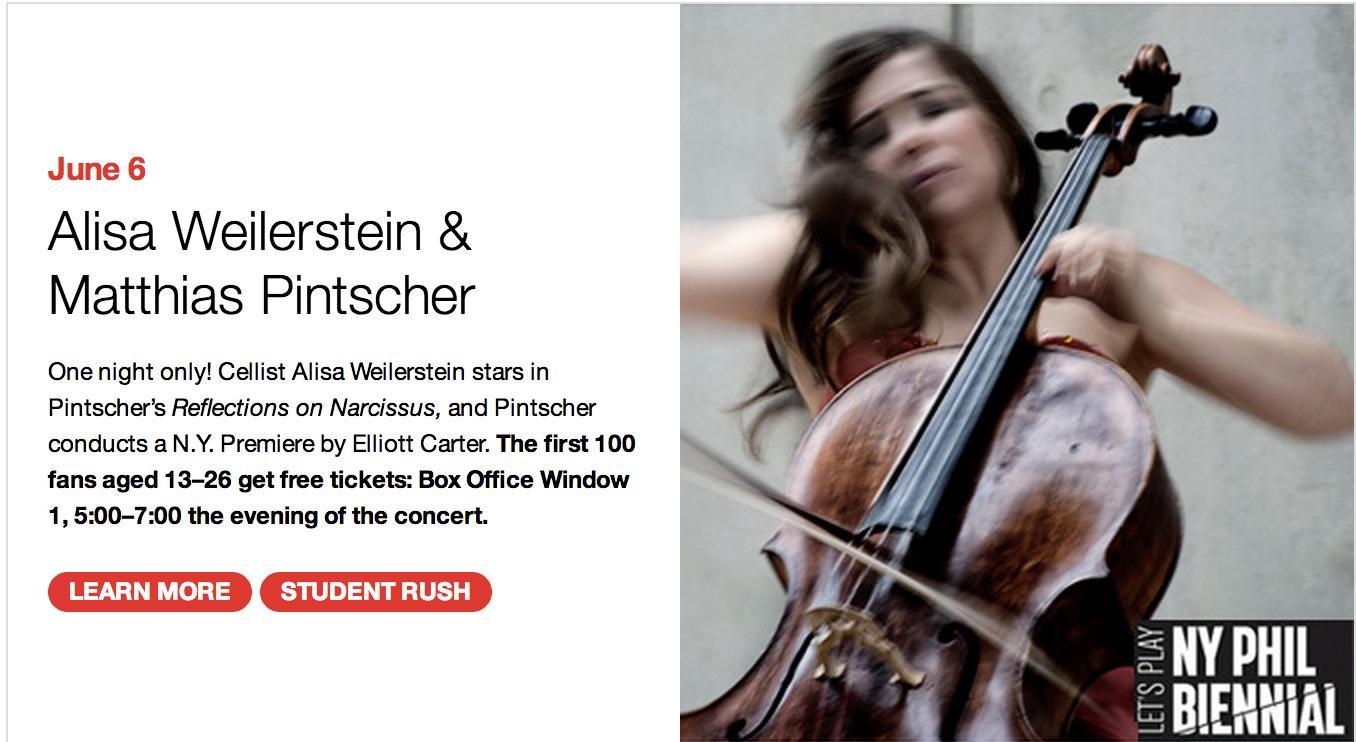 June 6
Alisa Weilerstein &
Matthias Pintscher
One night only! Cellist Alisa Weilerstein stars in
Pintscher’s Reflections on Narcissus, and Pintscher
conducts a N.Y. Premiere by Elliott Carter. The first 100
fans aged 13–26 get free tickets: Box Office Window
1, 5:00–7:00 the evening of the concert.
LEARN MORE STUDENT RUSH
LET'S PLAY
NY PHIL
BIENNIAL